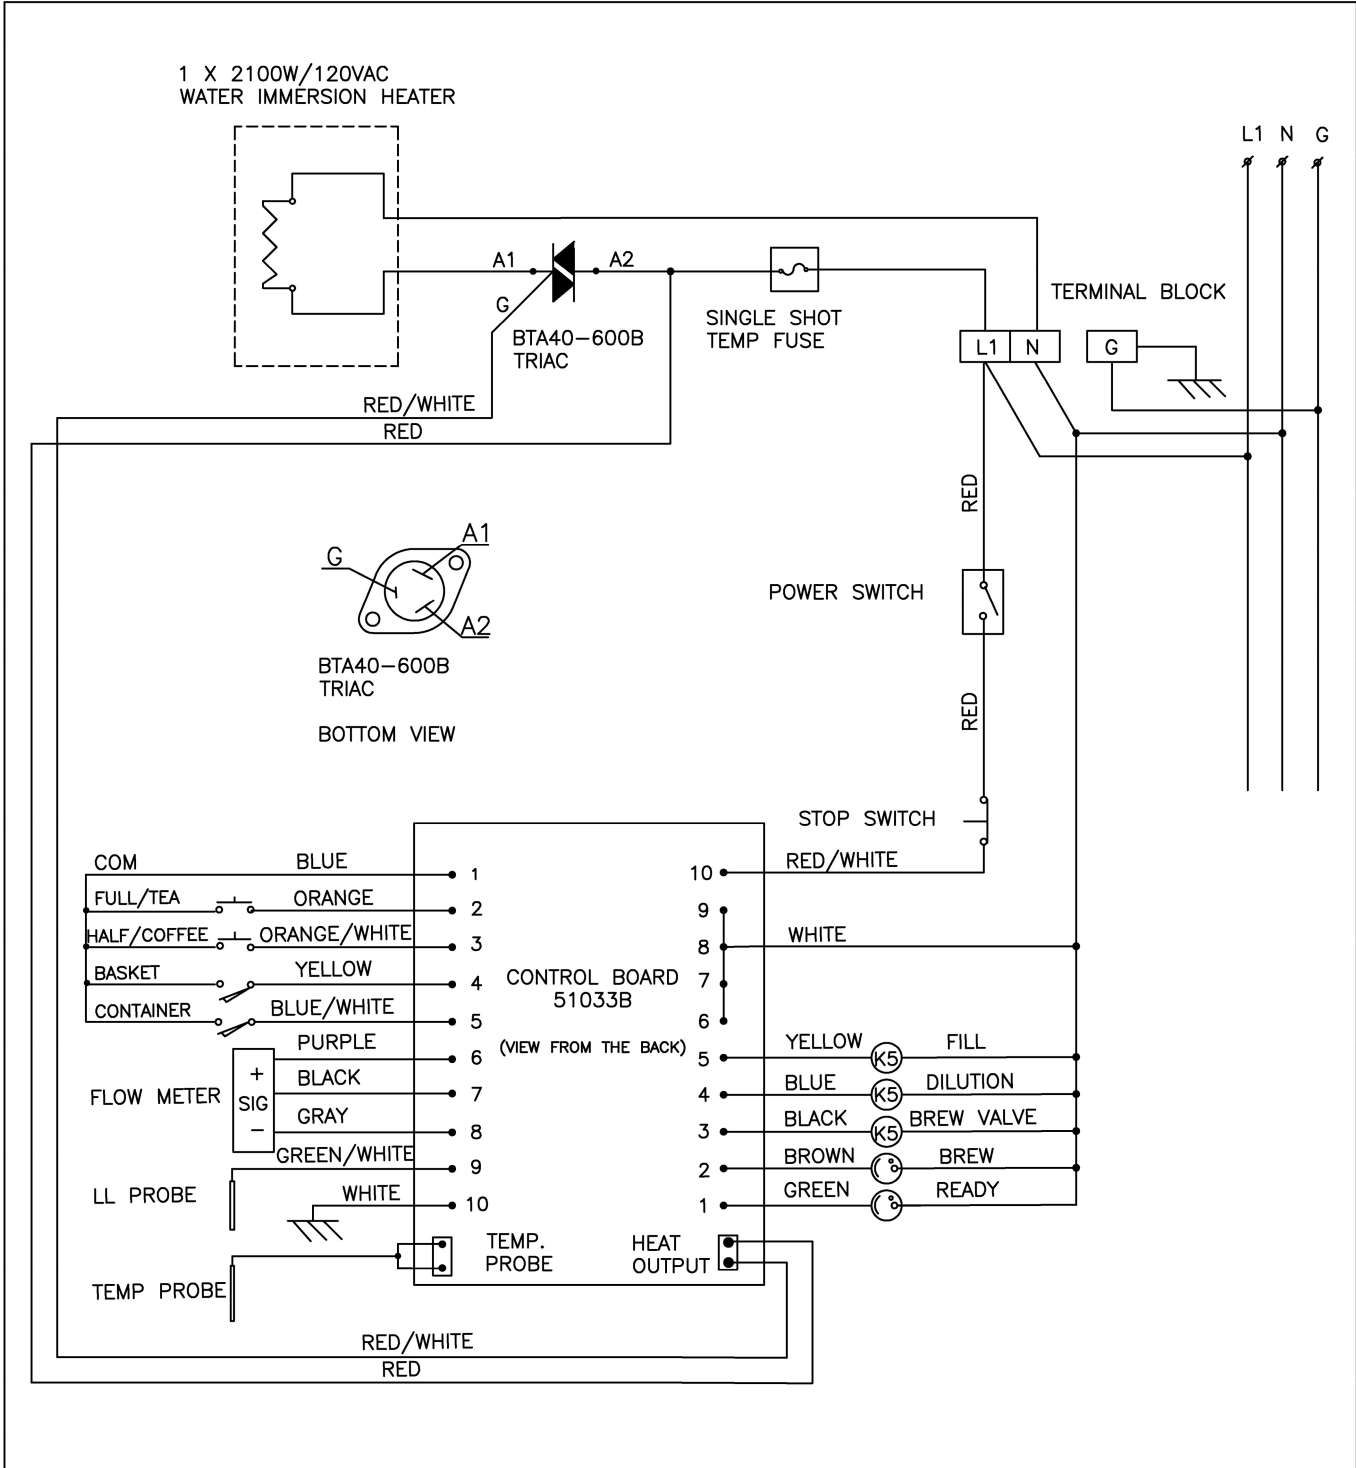 1 X 2100W/120VAC
WATER IMMERSION HEATER
L1 N G
A1
A2
G
BTA40-600B
TRIAC
SINGLE SHOT
TEMP FUSE
TERMINAL BLOCK
L1 N
G
RED/WHITE
RED
RED
G
A1
A2
BTA40-600B
TRIAC
BOTTOM VIEW
POWER SWITCH
RED
STOP SWITCH
RED/WHITE
COM BLUE 1
FULL/TEA ORANGE 2
HALF/COFFEE ORANGE/WHITE 3
BASKET YELLOW 4
CONTAINER BLUE/WHITE 5
PURPLE 6
BLACK 7
GRAY 8
GREEN/WHITE 9
WHITE 10
FLOW METER
+
SIG
−
LL PROBE
TEMP PROBE
TEMP.
PROBE
CONTROL BOARD
51033B
(VIEW FROM THE BACK)
HEAT
OUTPUT
10
9
8 WHITE
7
6
5 YELLOW K5 FILL
4 BLUE K5 DILUTION
3 BLACK K5 BREW VALVE
2 BROWN BREW
1 GREEN READY
RED/WHITE
RED